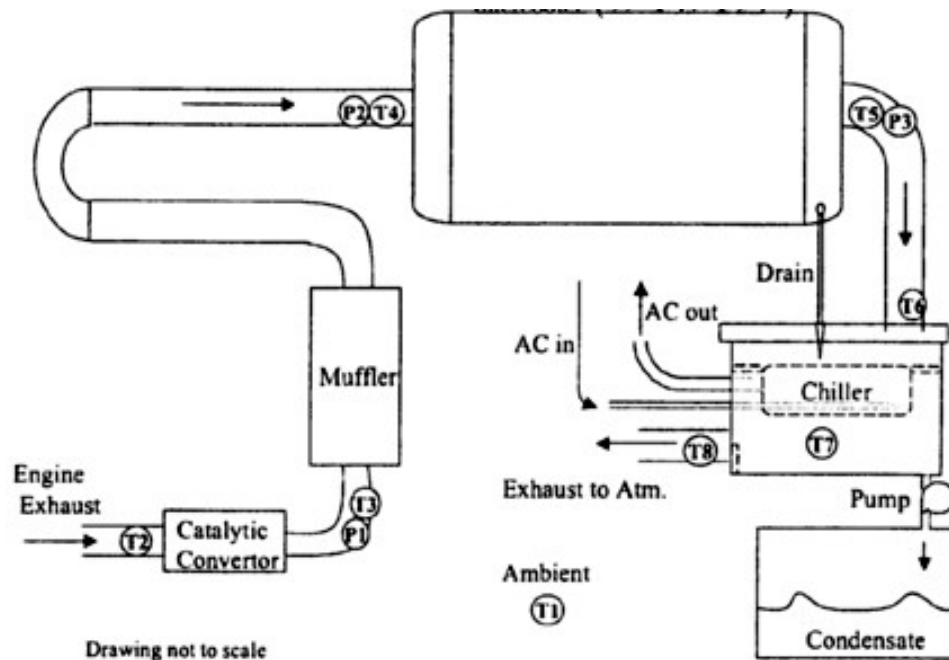 P2 T4
T5 P3
Drain
T6
AC out
AC in
Muffler
Chiller
T8
T7
Engine
Exhaust
Exhaust to Atm.
Pump
T3
T2
Catalytic
Convertor
P1
Ambient
T1
Condensate
Drawing not to scale